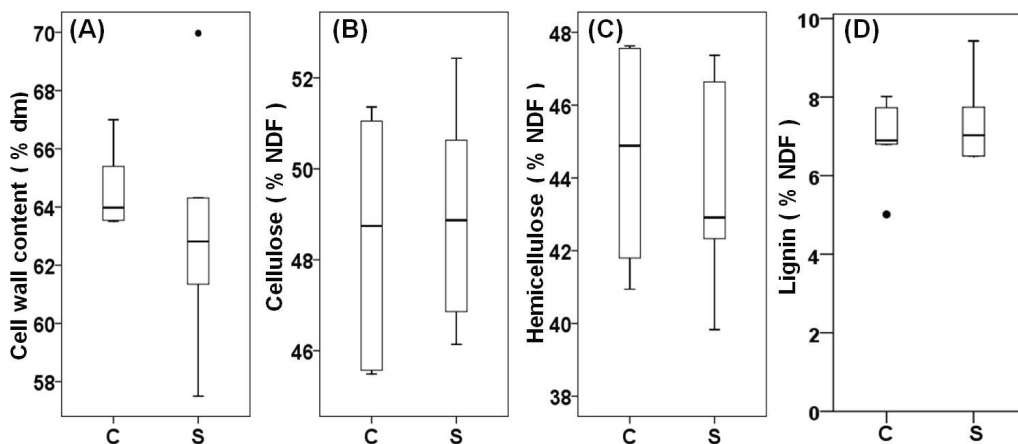 (A)
Cell wall content ( % dm)
70
68
66
64
62
60
58
C S
(B)
Cellulose ( % NDF )
52
50
48
46
C S
(C)
Hemicellulose ( % NDF )
48
46
44
42
40
38
C S
(D)
Lignin ( % NDF )
10
8
6
4
2
0
C S